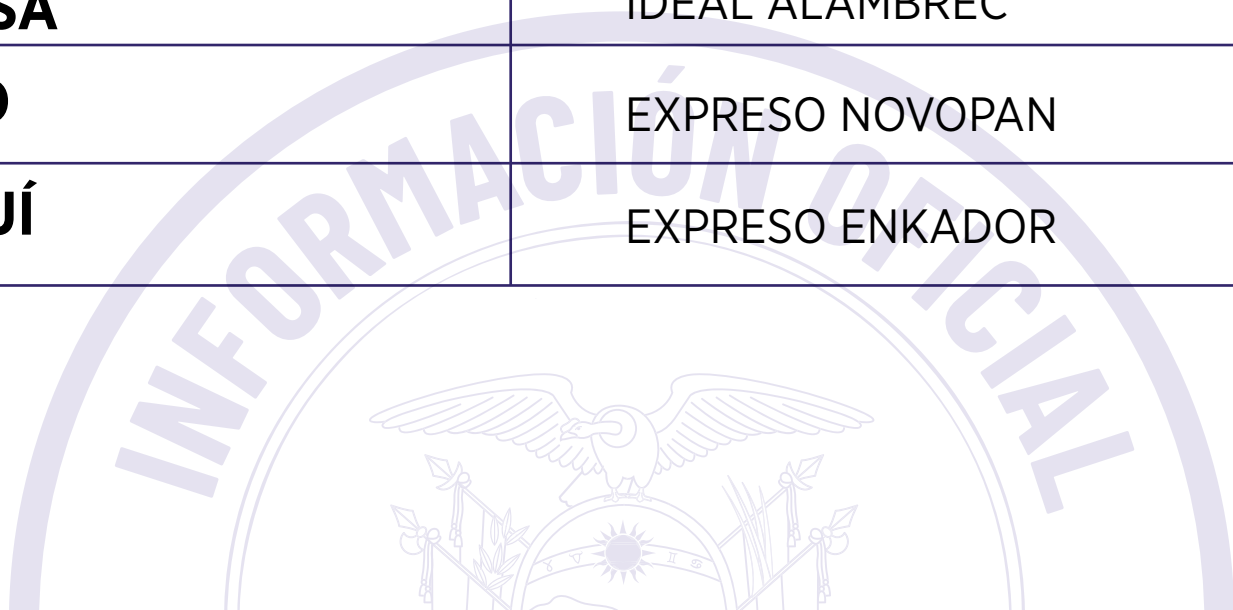 SA
IDEAL ALAMBREC
EXPRESO NOVOPAN
UÍ
EXPRESO ENKADOR
INFORMACIÓN OFICIAL